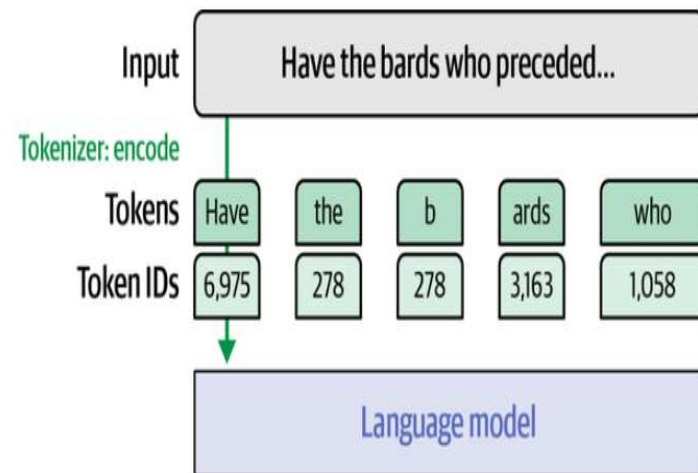 Input Have the bards who preceded...
Tokenizer: encode
Tokens Have the b ards who
Token IDs 6,975 278 278 3,163 1,058
Language model